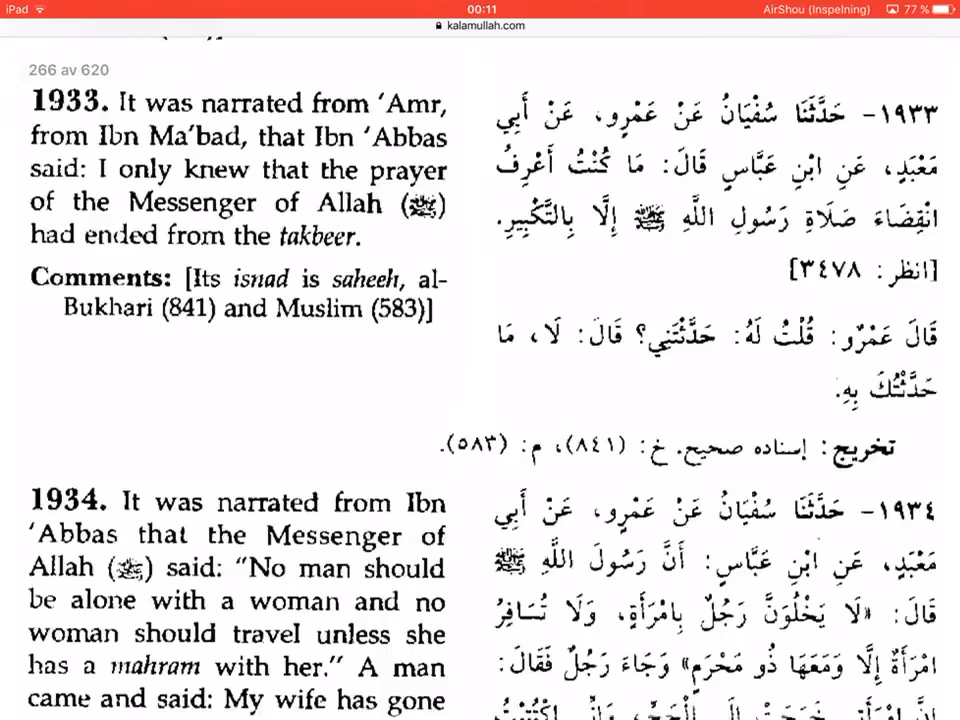 iPad 00:11 AirShou (Inspelning) 77 %
kalamullah.com
266 av 620
1933. It was narrated from ‘Amr,
from Ibn Ma’bad, that Ibn ‘Abbas
said: I only knew that the prayer
of the Messenger of Allah (ﷺ)
had ended from the takbeer.
Comments: [Its isnad is saheeh, al-
Bukhari (841) and Muslim (583)]
١٩٣٣- حَدَّثَنَا سُفْيَانُ عَنْ عَمْرٍو، عَنْ أَبِي
مَعْبَدٍ، عَنِ ابْنِ عَبَّاسٍ قَالَ: مَا كُنْتُ أَعْرِفُ
انْقِضَاءَ صَلَاةِ رَسُولِ اللَّهِ ﷺ إِلَّا بِالتَّكْبِيرِ.
[انظر: ٣٤٧٨]
قَالَ عَمْرٌو: قُلْتُ لَهُ: حَدَّثْتَنِي؟ قَالَ: لَا، مَا
حَدَّثْتُكَ بِهِ.
تخريج: إسناده صحيح. خ: (٨٤١)، م: (٥٨٣).
1934. It was narrated from Ibn
‘Abbas that the Messenger of
Allah (ﷺ) said: “No man should
be alone with a woman and no
woman should travel unless she
has a mahram with her.” A man
came and said: My wife has gone
١٩٣٤- حَدَّثَنَا سُفْيَانُ عَنْ عَمْرٍو، عَنْ أَبِي
مَعْبَدٍ، عَنِ ابْنِ عَبَّاسٍ: أَنَّ رَسُولَ اللَّهِ ﷺ
قَالَ: «لَا يَخْلُوَنَّ رَجُلٌ بِامْرَأَةٍ، وَلَا تُسَافِرُ
امْرَأَةٌ إِلَّا وَمَعَهَا ذُو مَحْرَمٍ» وَجَاءَ رَجُلٌ فَقَالَ: